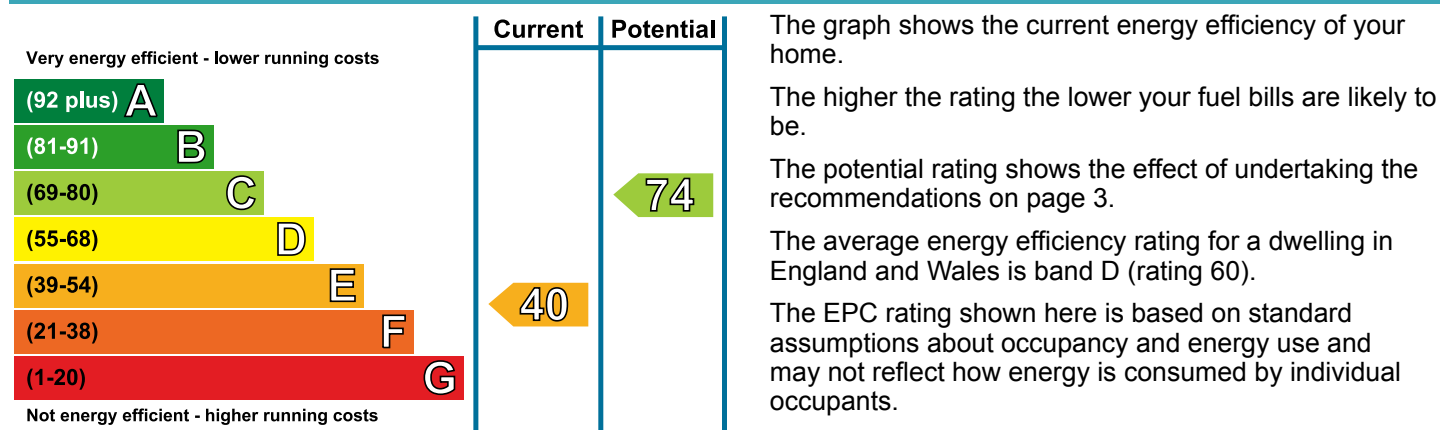 Current Potential
Very energy efficient - lower running costs
(92 plus) A
(81-91) B
(69-80) C
74
(55-68) D
(39-54) E
40
(21-38) F
(1-20) G
Not energy efficient - higher running costs
The graph shows the current energy efficiency of your
home.
The higher the rating the lower your fuel bills are likely to
be.
The potential rating shows the effect of undertaking the
recommendations on page 3.
The average energy efficiency rating for a dwelling in
England and Wales is band D (rating 60).
The EPC rating shown here is based on standard
assumptions about occupancy and energy use and
may not reflect how energy is consumed by individual
occupants.